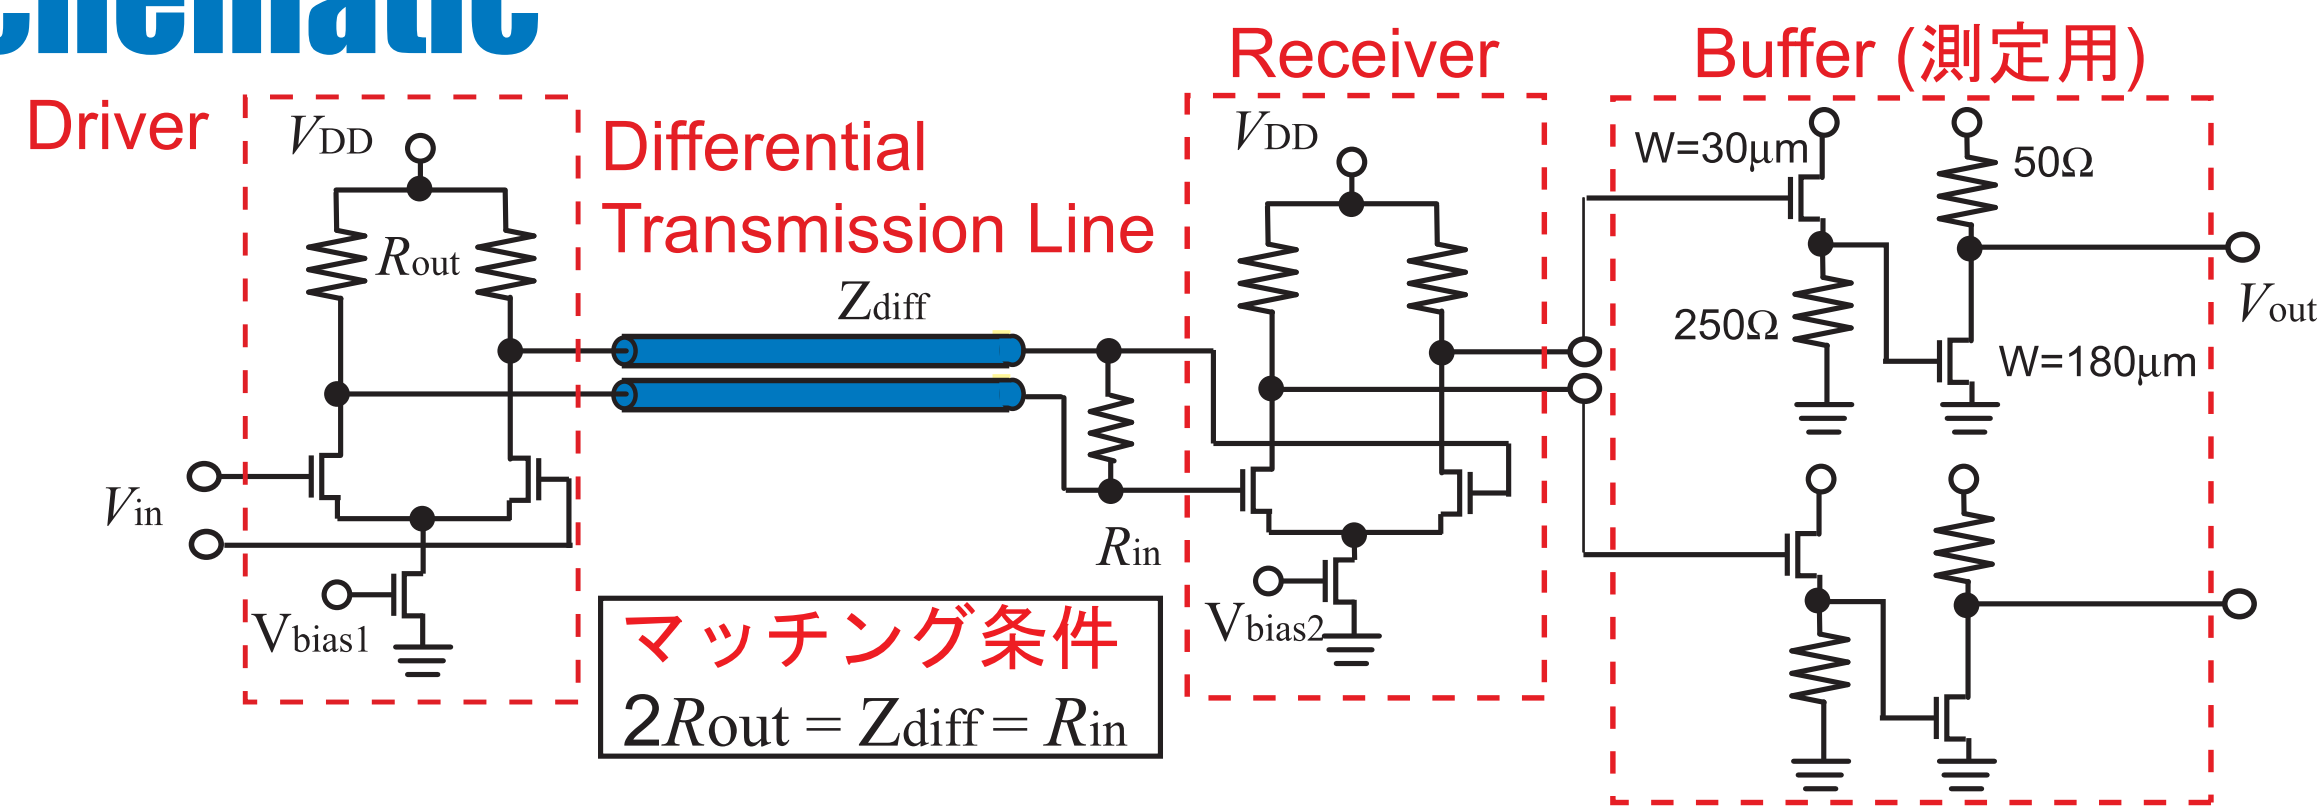 Driver
Differential
Transmission Line
Receiver
Buffer (測定用)
VDD
Rout
Zdiff
VDD
W=30μm
50Ω
250Ω
W=180μm
Vout
Vin
Rin
Vbias1
Vbias2
マッチング条件
2Rout = Zdiff = Rin